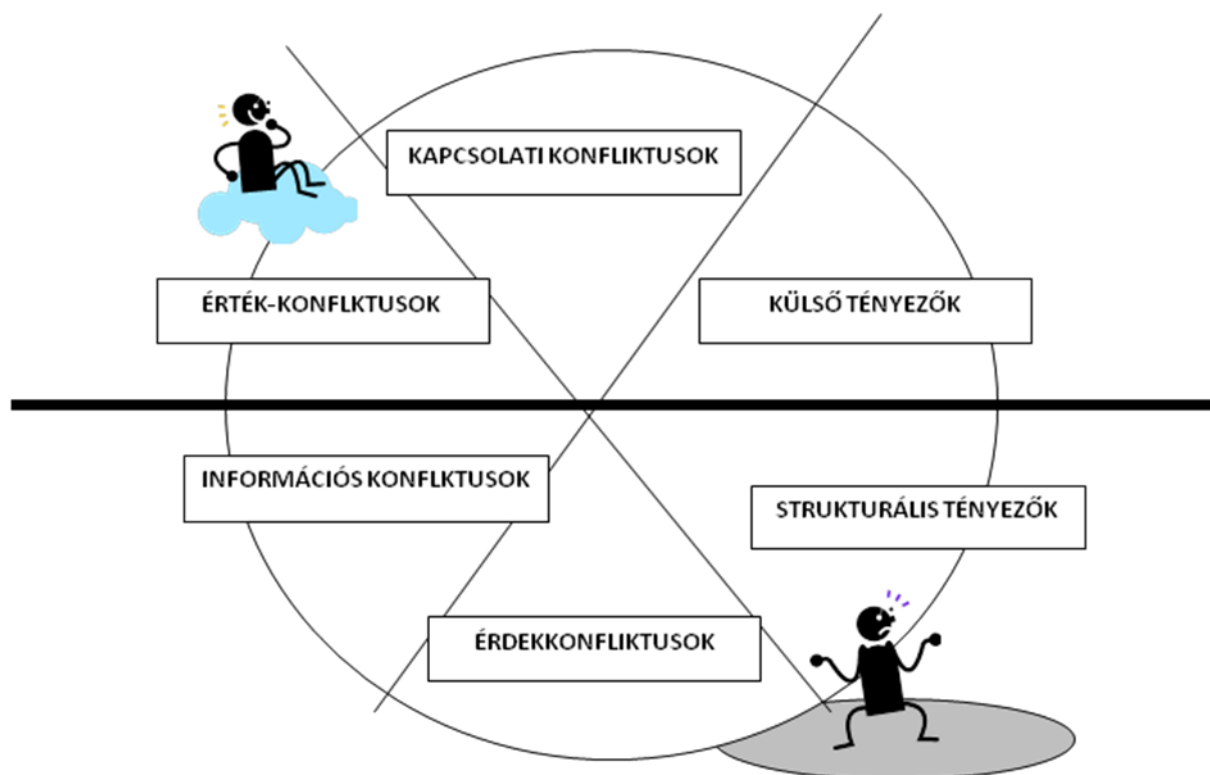 KAPCSOLATI KONFLIKTUSOK
ÉRTÉK-KONFLKTUSOK
KÜLSŐ TÉNYEZŐK
INFORMÁCIÓS KONFLKTUSOK
STRUKTURÁLIS TÉNYEZŐK
ÉRDEKKONFLIKTUSOK